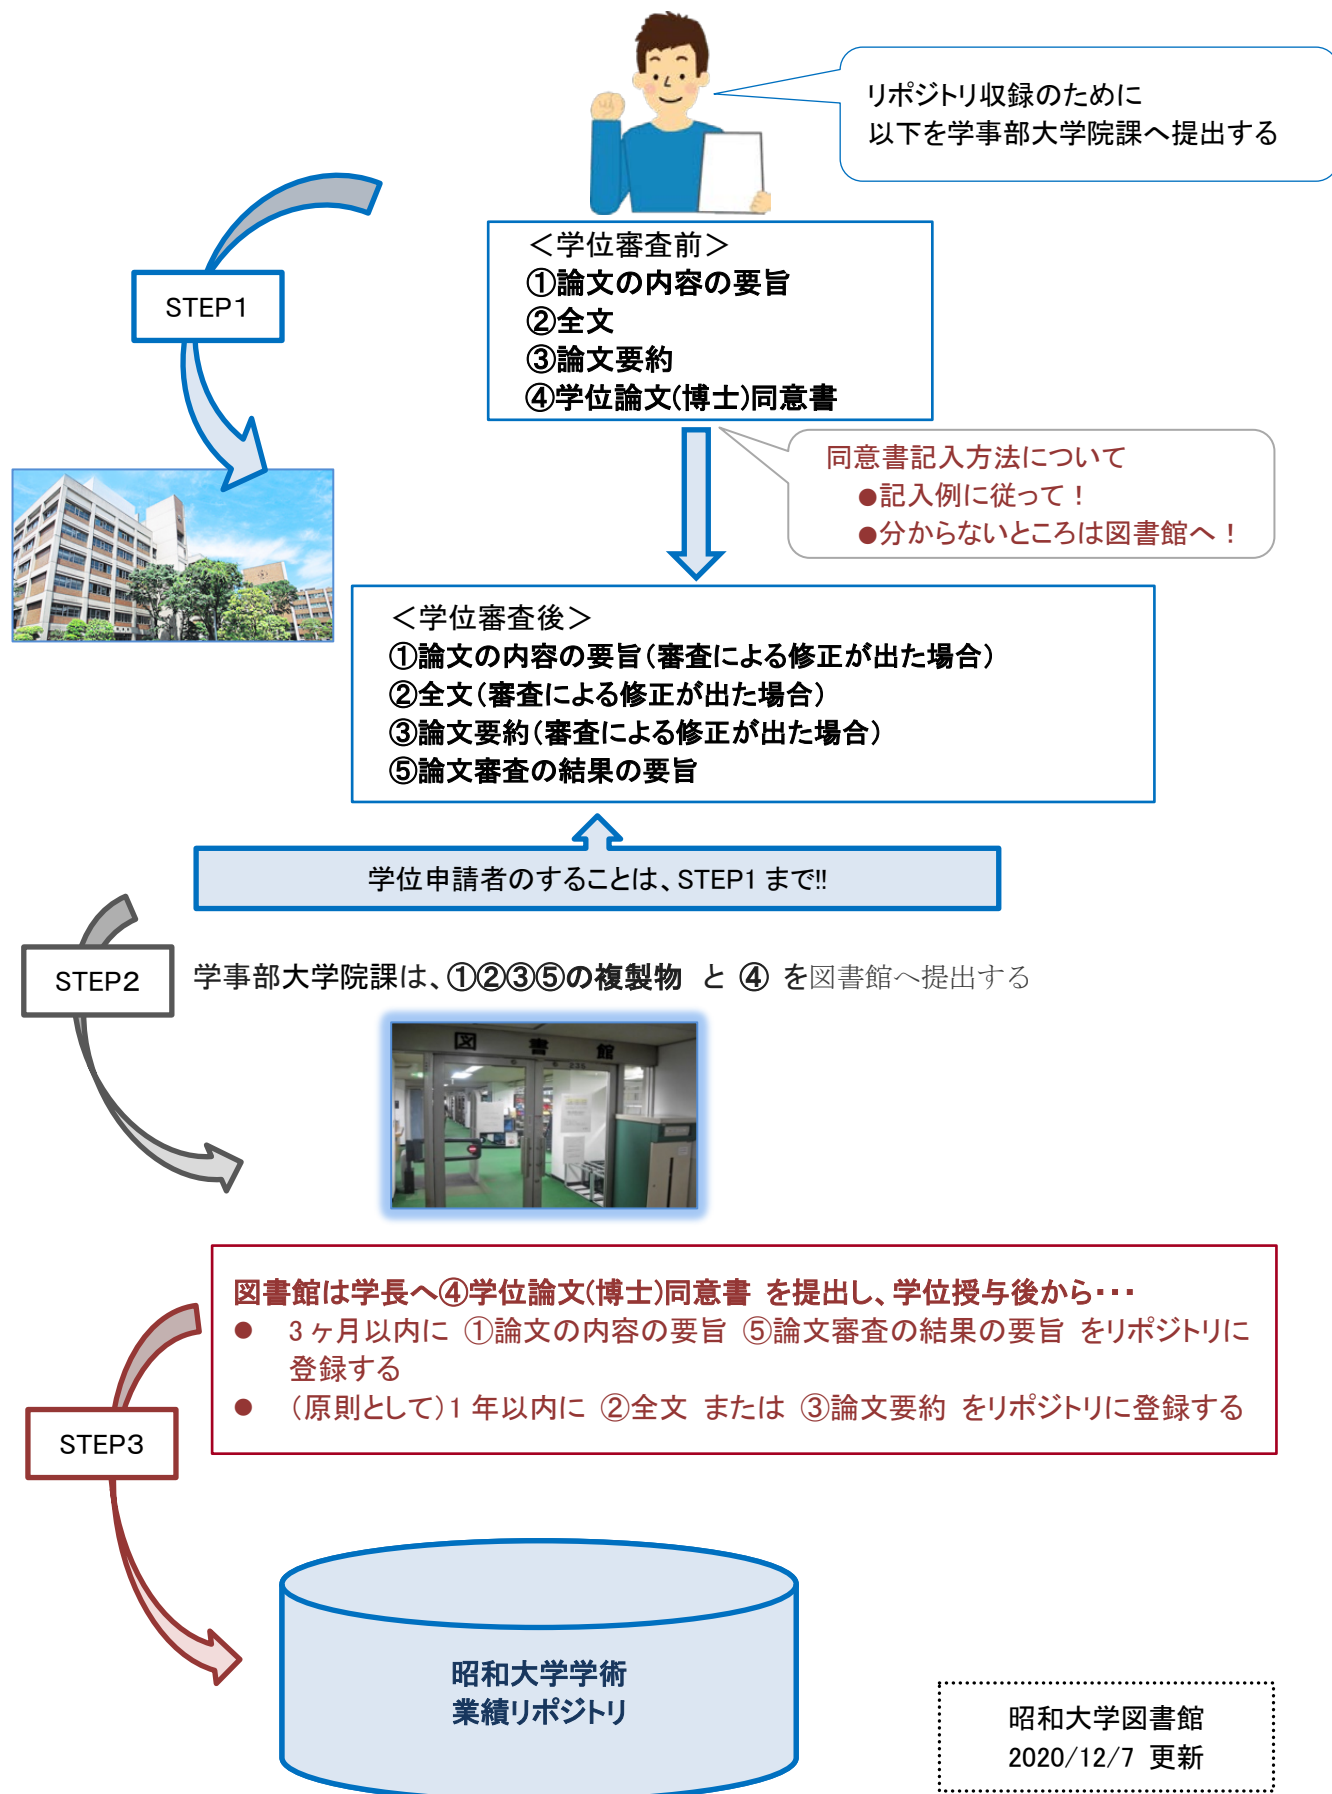 リポジトリ収録のために
以下を学事部大学院課へ提出する
STEP1
＜学位審査前＞
①論文の内容の要旨
②全文
③論文要約
④学位論文(博士)同意書
同意書記入方法について
●記入例に従って！
●分からないところは図書館へ！
＜学位審査後＞
①論文の内容の要旨（審査による修正が出た場合）
②全文（審査による修正が出た場合）
③論文要約（審査による修正が出た場合）
⑤論文審査の結果の要旨
学位申請者のすることは、STEP1 まで!!
STEP2
学事部大学院課は、①②③⑤の複製物 と ④ を図書館へ提出する
図 書 館
STEP3
図書館は学長へ④学位論文(博士)同意書 を提出し、学位授与後から・・・
● 3 ヶ月以内に ①論文の内容の要旨 ⑤論文審査の結果の要旨 をリポジトリに
登録する
● （原則として）1 年以内に ②全文 または ③論文要約 をリポジトリに登録する
昭和大学学術
業績リポジトリ
昭和大学図書館
2020/12/7 更新